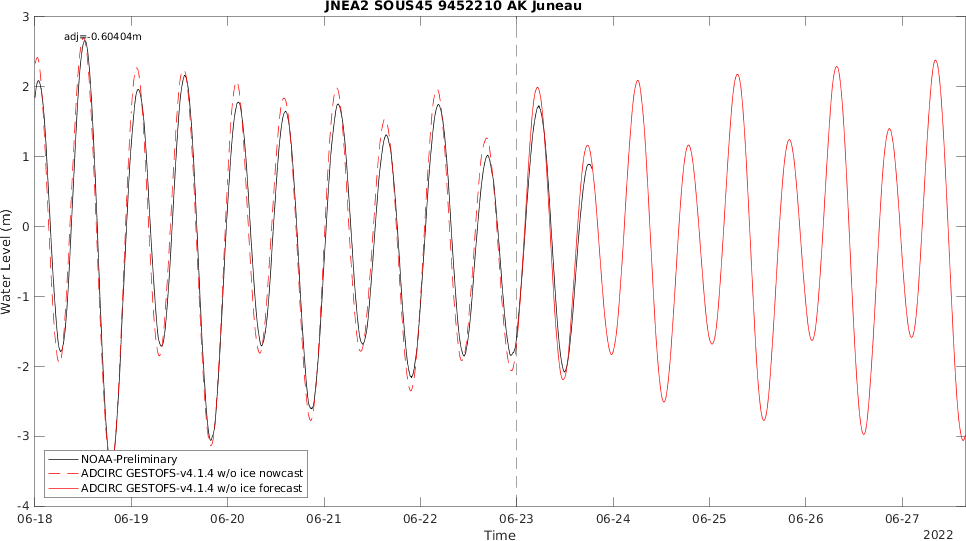 JNEA2 SOUS45 9452210 AK Juneau
adj=-0.60404m
3
2
1
0
-1
-2
-3
-4
Water Level (m)
NOAA-Preliminary
ADCIRC GESTOFS-v4.1.4 w/o ice nowcast
ADCIRC GESTOFS-v4.1.4 w/o ice forecast
06-18 06-19 06-20 06-21 06-22 06-23 06-24 06-25 06-26 06-27
Time
2022